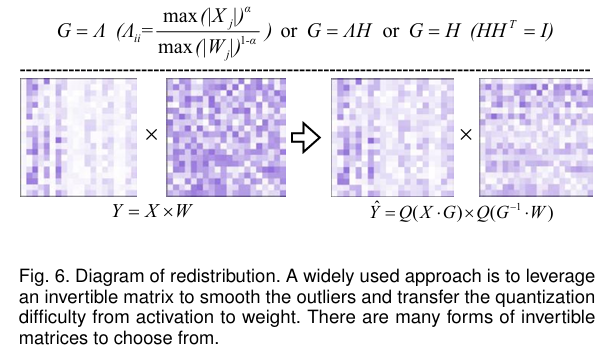 G = Λ (Λii = max(|Xj|)^α / max(|Wj|)^1-α) or G = ΛH or G = H (HH^T = I)
× ×
Y = X × W Ŷ = Q(X · G) × Q(G^-1 · W)
Fig. 6. Diagram of redistribution. A widely used approach is to leverage
an invertible matrix to smooth the outliers and transfer the quantization
difficulty from activation to weight. There are many forms of invertible
matrices to choose from.